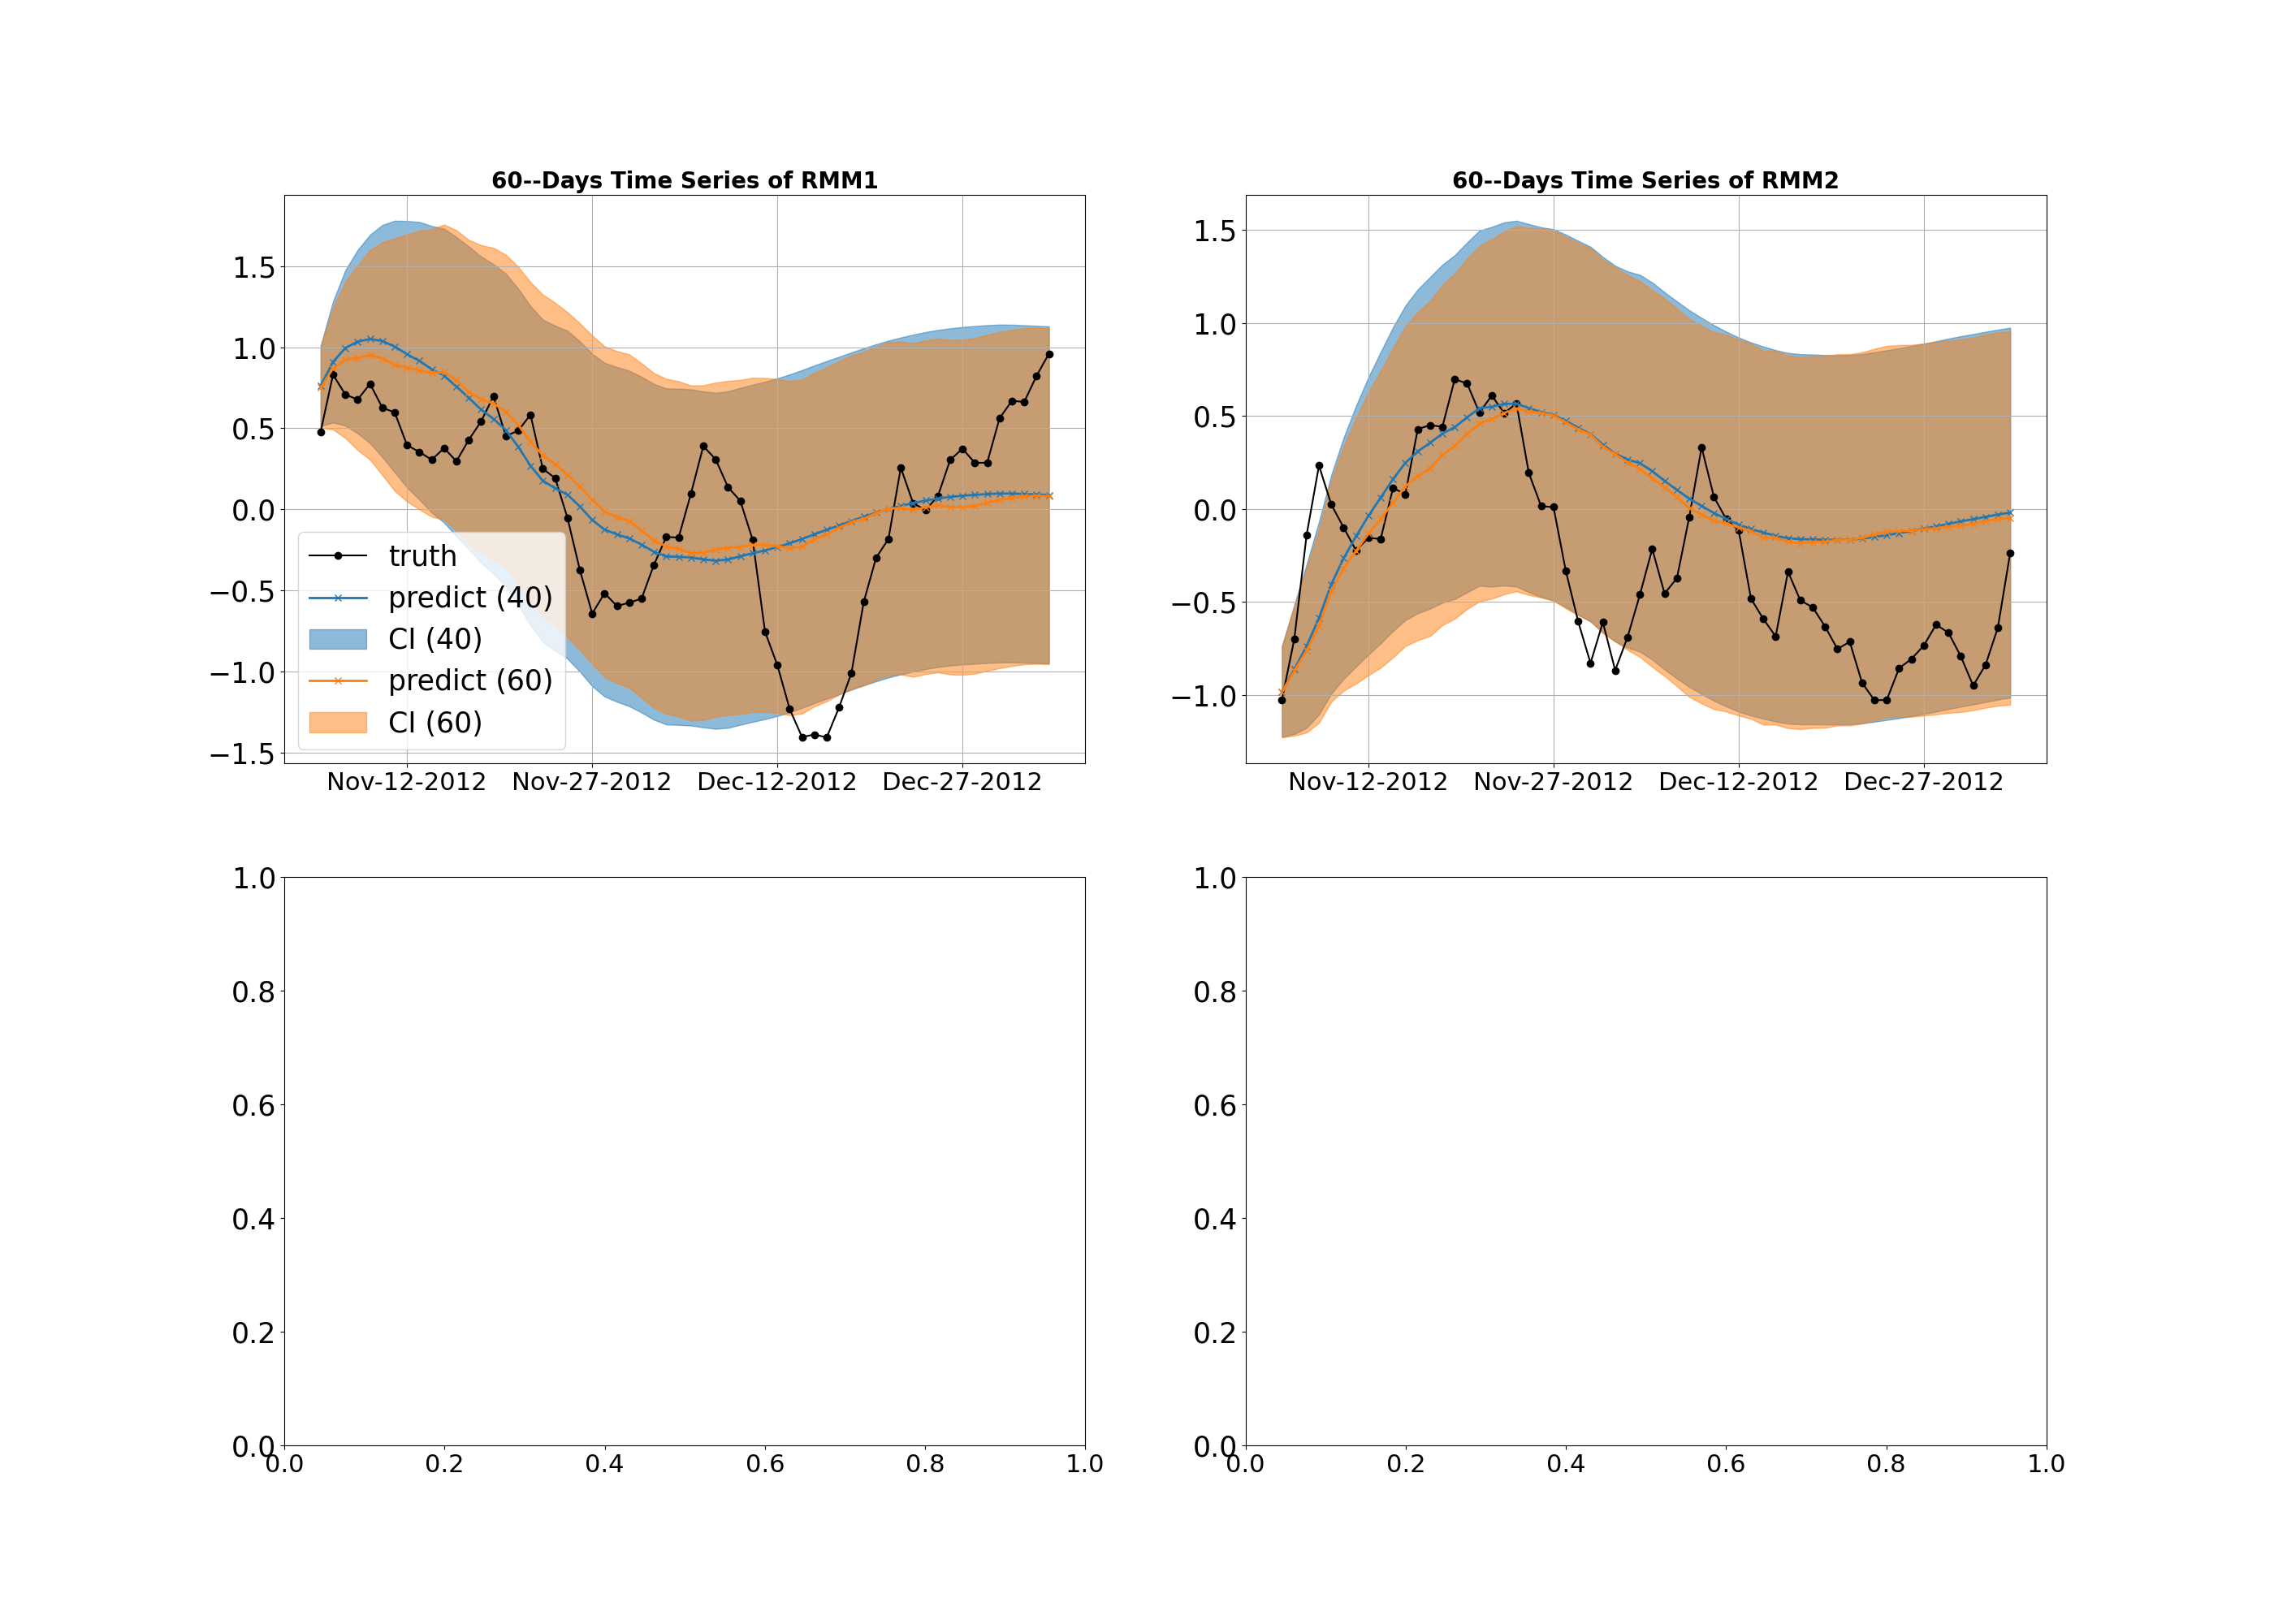 60--Days Time Series of RMM1
1.5
1.0
0.5
0.0
−0.5
−1.0
−1.5
truth
predict (40)
CI (40)
predict (60)
CI (60)
Nov-12-2012 Nov-27-2012 Dec-12-2012 Dec-27-2012
60--Days Time Series of RMM2
1.5
1.0
0.5
0.0
−0.5
−1.0
Nov-12-2012 Nov-27-2012 Dec-12-2012 Dec-27-2012
1.0
0.8
0.6
0.4
0.2
0.0
0.0 0.2 0.4 0.6 0.8 1.0
1.0
0.8
0.6
0.4
0.2
0.0
0.0 0.2 0.4 0.6 0.8 1.0